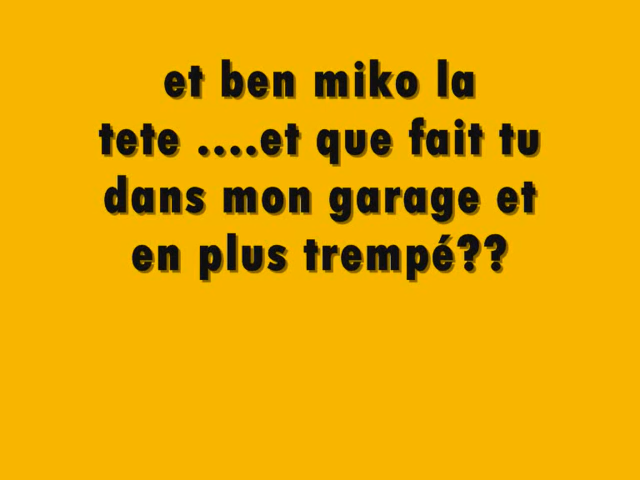 et ben miko la
tete ....et que fait tu
dans mon garage et
en plus trempé??